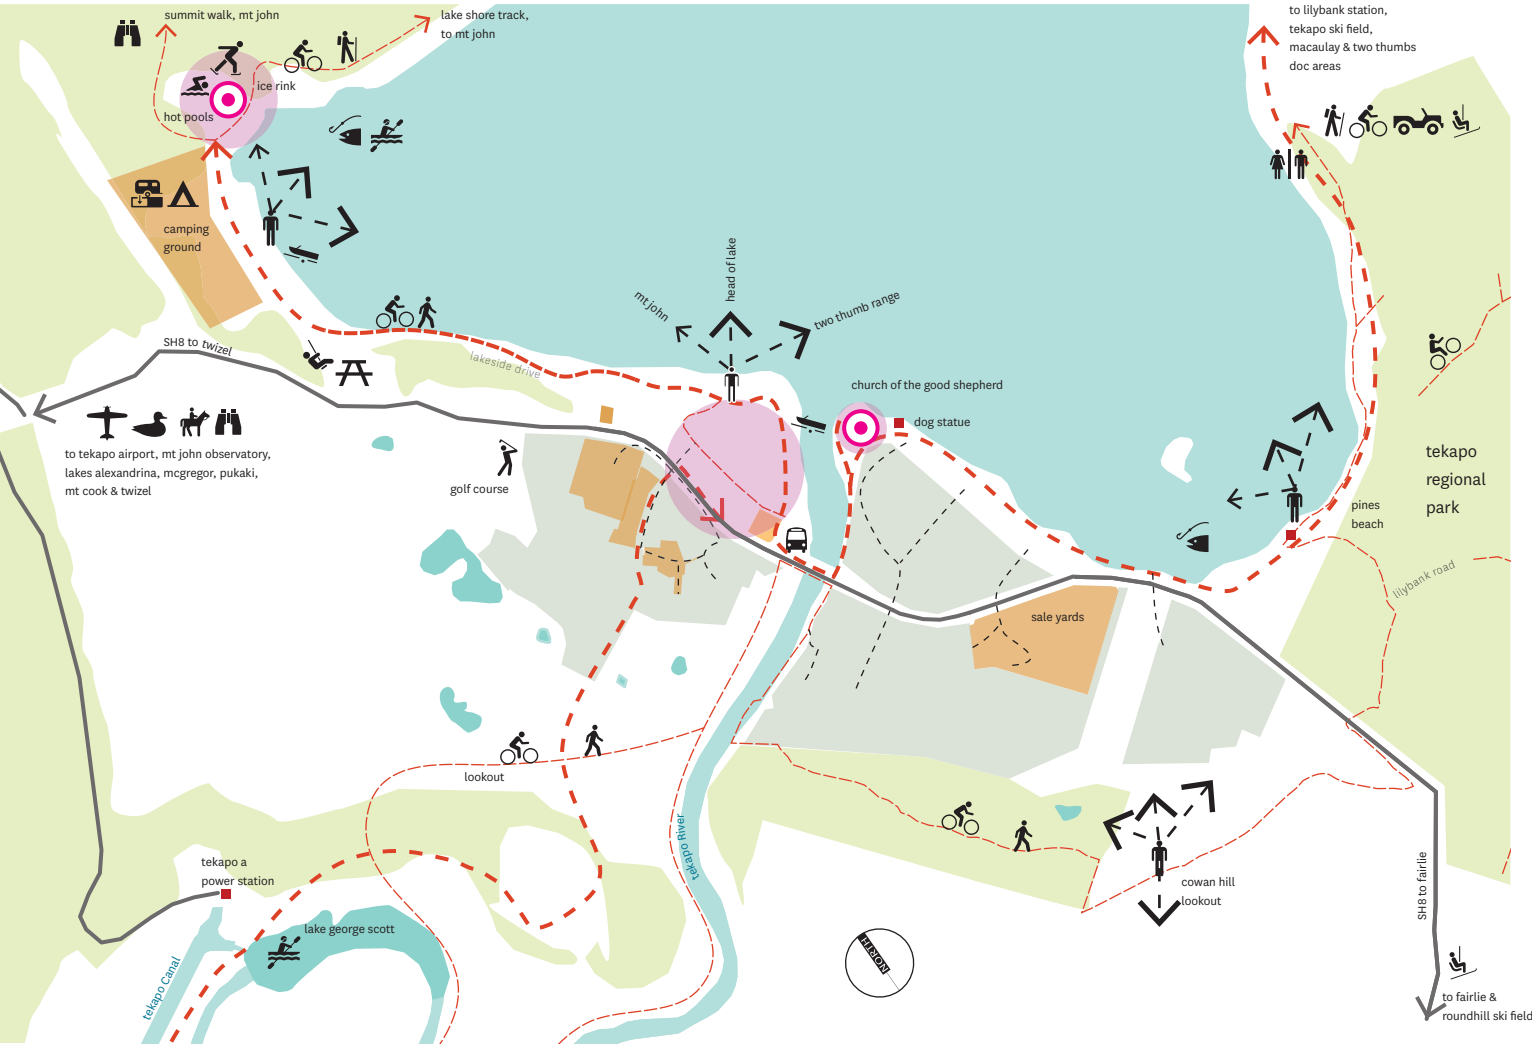 summit walk, mt john
lake shore track,
to mt john
to lilybank station,
tekapo ski field,
macaulay & two thumbs
doc areas
ice rink
hot pools
camping
ground
head of lake
mt john
two thumb range
SH8 to twizel
lakeside drive
church of the good shepherd
dog statue
to tekapo airport, mt john observatory,
lakes alexandrina, mcgregor, pukaki,
mt cook & twizel
golf course
tekapo
regional
park
pines
beach
lilybank road
sale yards
lookout
tekapo River
tekapo a
power station
lake george scott
tekapo Canal
cowan hill
lookout
SH8 to fairlie
NORTH
to fairlie &
roundhill ski field